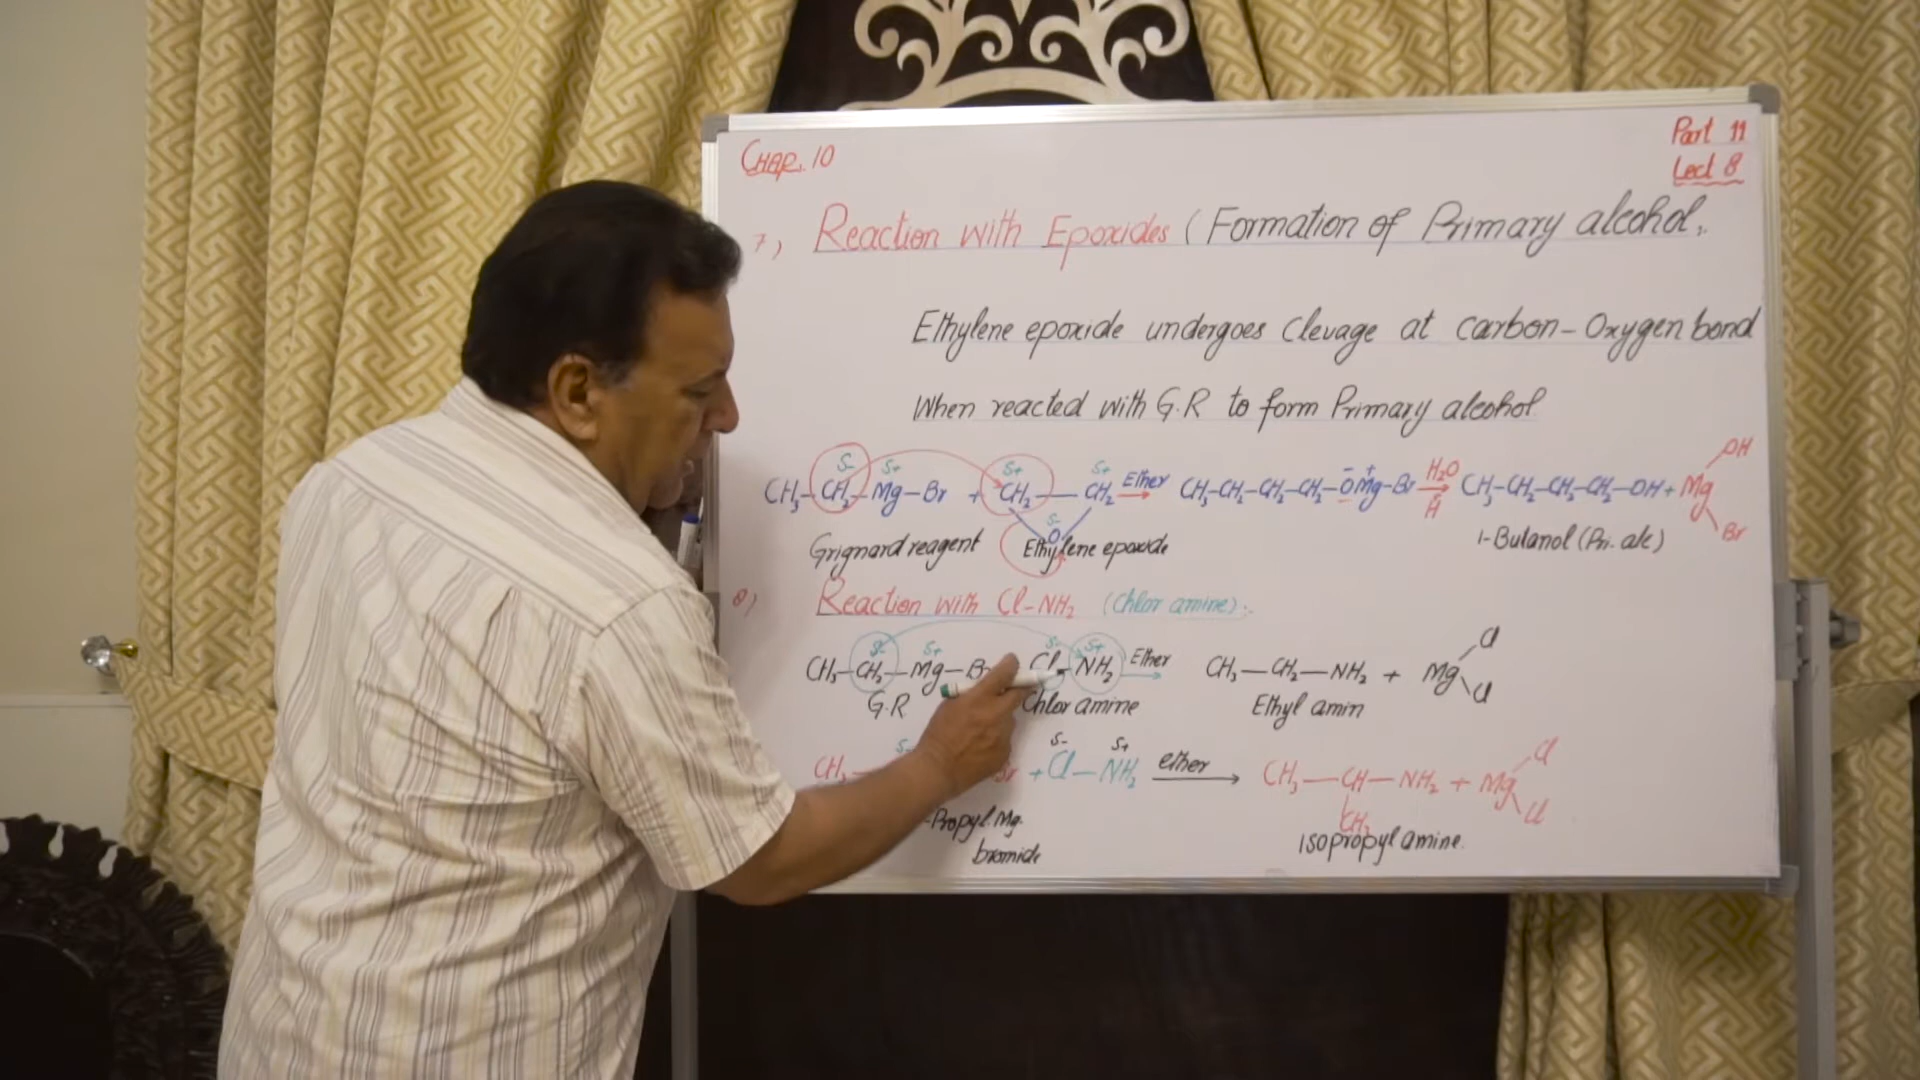 CHAP. 10
Part 11
Lect 8
7) Reaction with Epoxides (Formation of Primary alcohol,
Ethylene epoxide undergoes Clevage at carbon-Oxygen bond
When reacted with G.R to form Primary alcohol
CH₃-CH₂-Mg-Br + CH₂—CH₂ Ether CH₃-CH₂-CH₂-CH₂-O⁻Mg⁺-Br H₂O H⁺ CH₃-CH₂-CH₂-CH₂-OH + Mg OH Br
δ- δ+ δ+ δ+ δ- O
Grignard reagent Ethylene epoxide 1-Butanol (Pri. alc)
8) Reaction with Cl-NH₂ (Chlor amine):
δ- δ+ δ- δ+
CH₃-CH₂-Mg-Br Cl-NH₂ Ether CH₃-CH₂-NH₂ + Mg Cl Cl
G.R Chlor amine Ethyl amin
δ- δ- δ+
CH₃ Br + Cl-NH₂ ether CH₃-CH-NH₂ + Mg Cl Cl
CH₃
-Propyl. Mg. bromide isopropyl amine.